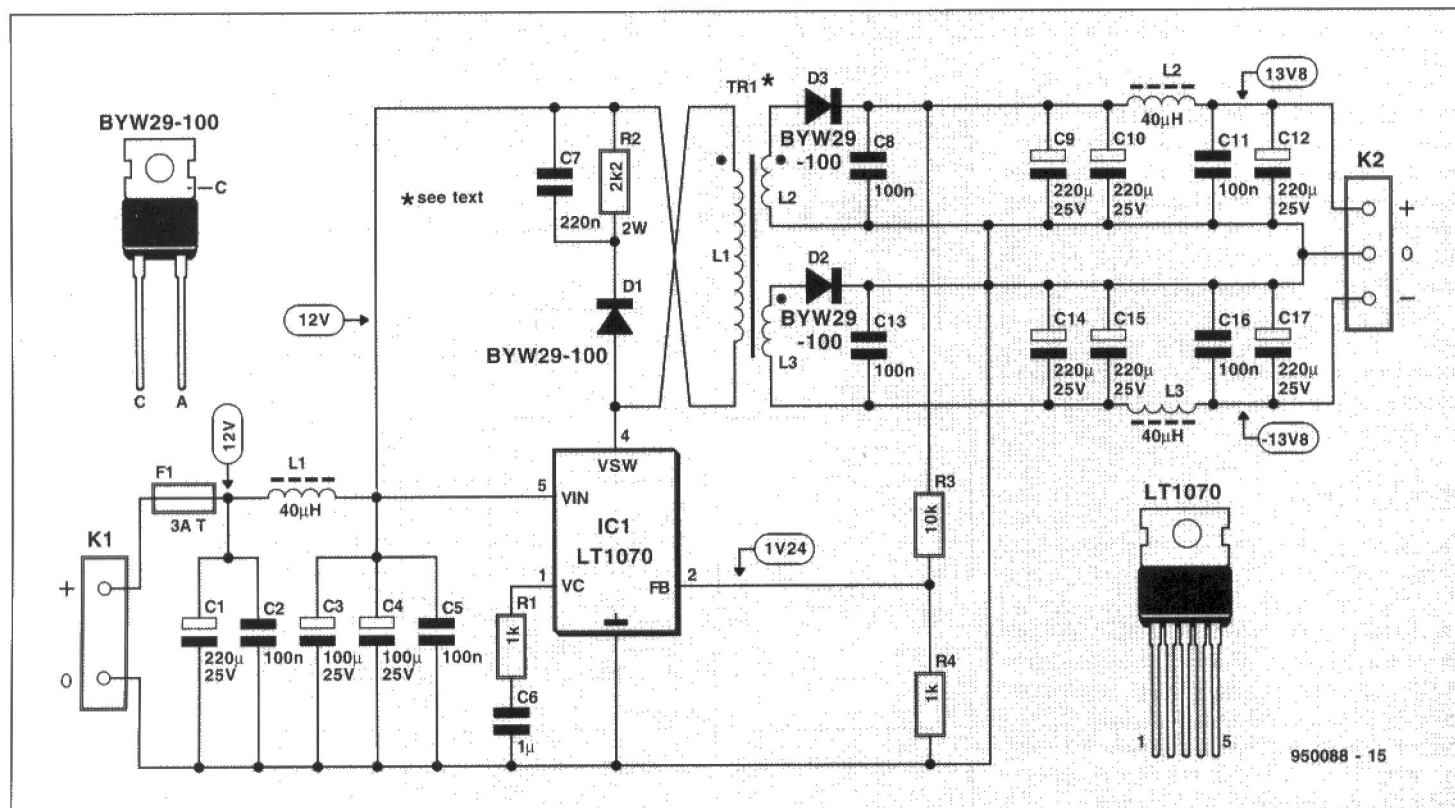 BYW29-100
C
C
A
12V
F1
3A T
L1
40μH
K1
+
0
C1
220μ
25V
C2
100n
C3
100μ
25V
C4
100μ
25V
C5
100n
12V
*see text
C7
220n
R2
2k2
2W
D1
BYW29-100
4
VSW
5
VIN
IC1
LT1070
1
VC
FB
2
1V24
R1
1k
C6
1μ
TR1*
L1
L2
L3
D3
BYW29
-100
C8
100n
D2
BYW29
-100
C13
100n
R3
10k
R4
1k
C9
220μ
25V
C10
220μ
25V
L2
40μH
13V8
C11
100n
C12
220μ
25V
K2
+
0
–
C14
220μ
25V
C15
220μ
25V
L3
40μH
C16
100n
C17
220μ
25V
-13V8
LT1070
1
5
950088 - 15